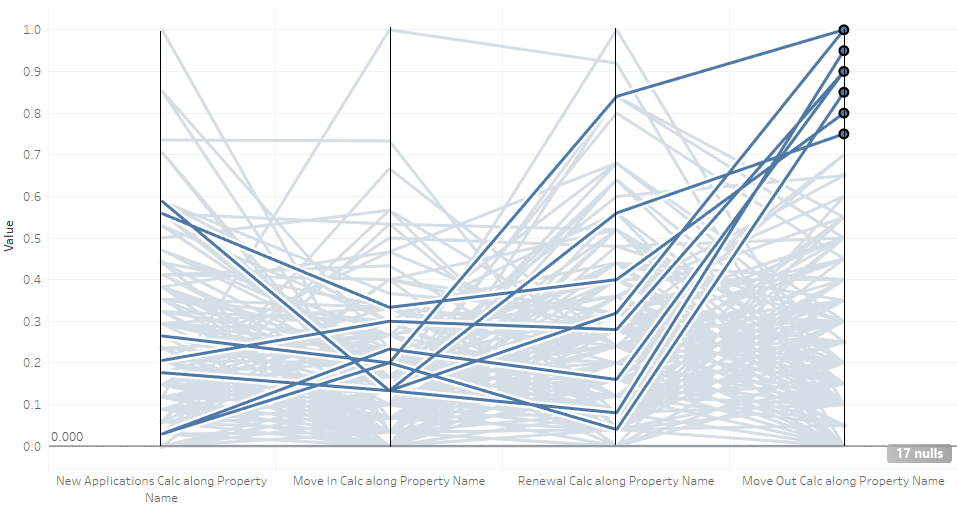 1.0
0.9
0.8
0.7
0.6
0.5
0.4
0.3
0.2
0.1
0.0
Value
0.000
17 nulls
New Applications Calc along Property
Name
Move In Calc along Property Name
Renewal Calc along Property Name
Move Out Calc along Property Name